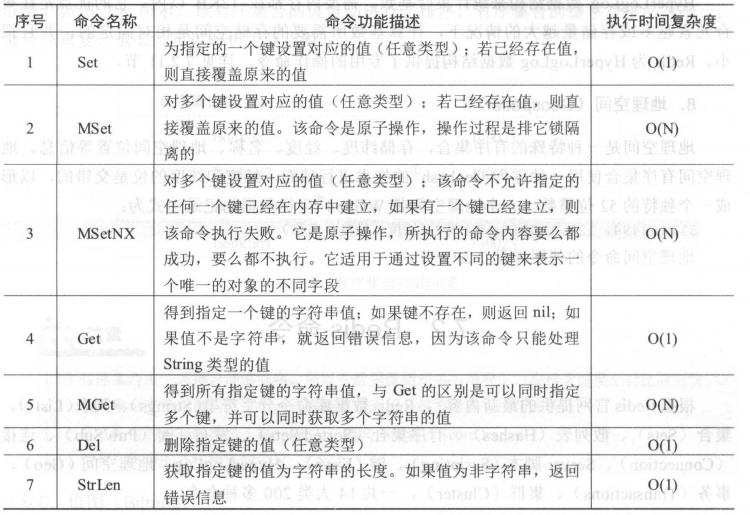 序号 命令名称 命令功能描述 执行时间复杂度
1 Set 为指定的一个键设置对应的值（任意类型）；若已经存在值， O(1)
则直接覆盖原来的值
2 MSet 对多个键设置对应的值（任意类型）；若已经存在值，则直 O(N)
接覆盖原来的值。该命令是原子操作，操作过程是排它锁隔
离的
对多个键设置对应的值（任意类型）；该命令不允许指定的
任何一个键已经在内存中建立，如果有一个键已经建立，则
3 MSetNX 该命令执行失败。它是原子操作，所执行的命令内容要么都 O(N)
成功，要么都不执行。它适用于通过设置不同的键来表示一
个唯一的对象的不同字段
得到指定一个键的字符串值；如果键不存在，则返回 nil；如
4 Get 果值不是字符串，就返回错误信息，因为该命令只能处理 O(1)
String 类型的值
5 MGet 得到所有指定键的字符串值，与 Get 的区别是可以同时指定 O(N)
多个键，并可以同时获取多个字符串的值
6 Del 删除指定键的值（任意类型） O(1)
7 StrLen 获取指定键的值为字符串的长度。如果值为非字符串，返回 O(1)
错误信息